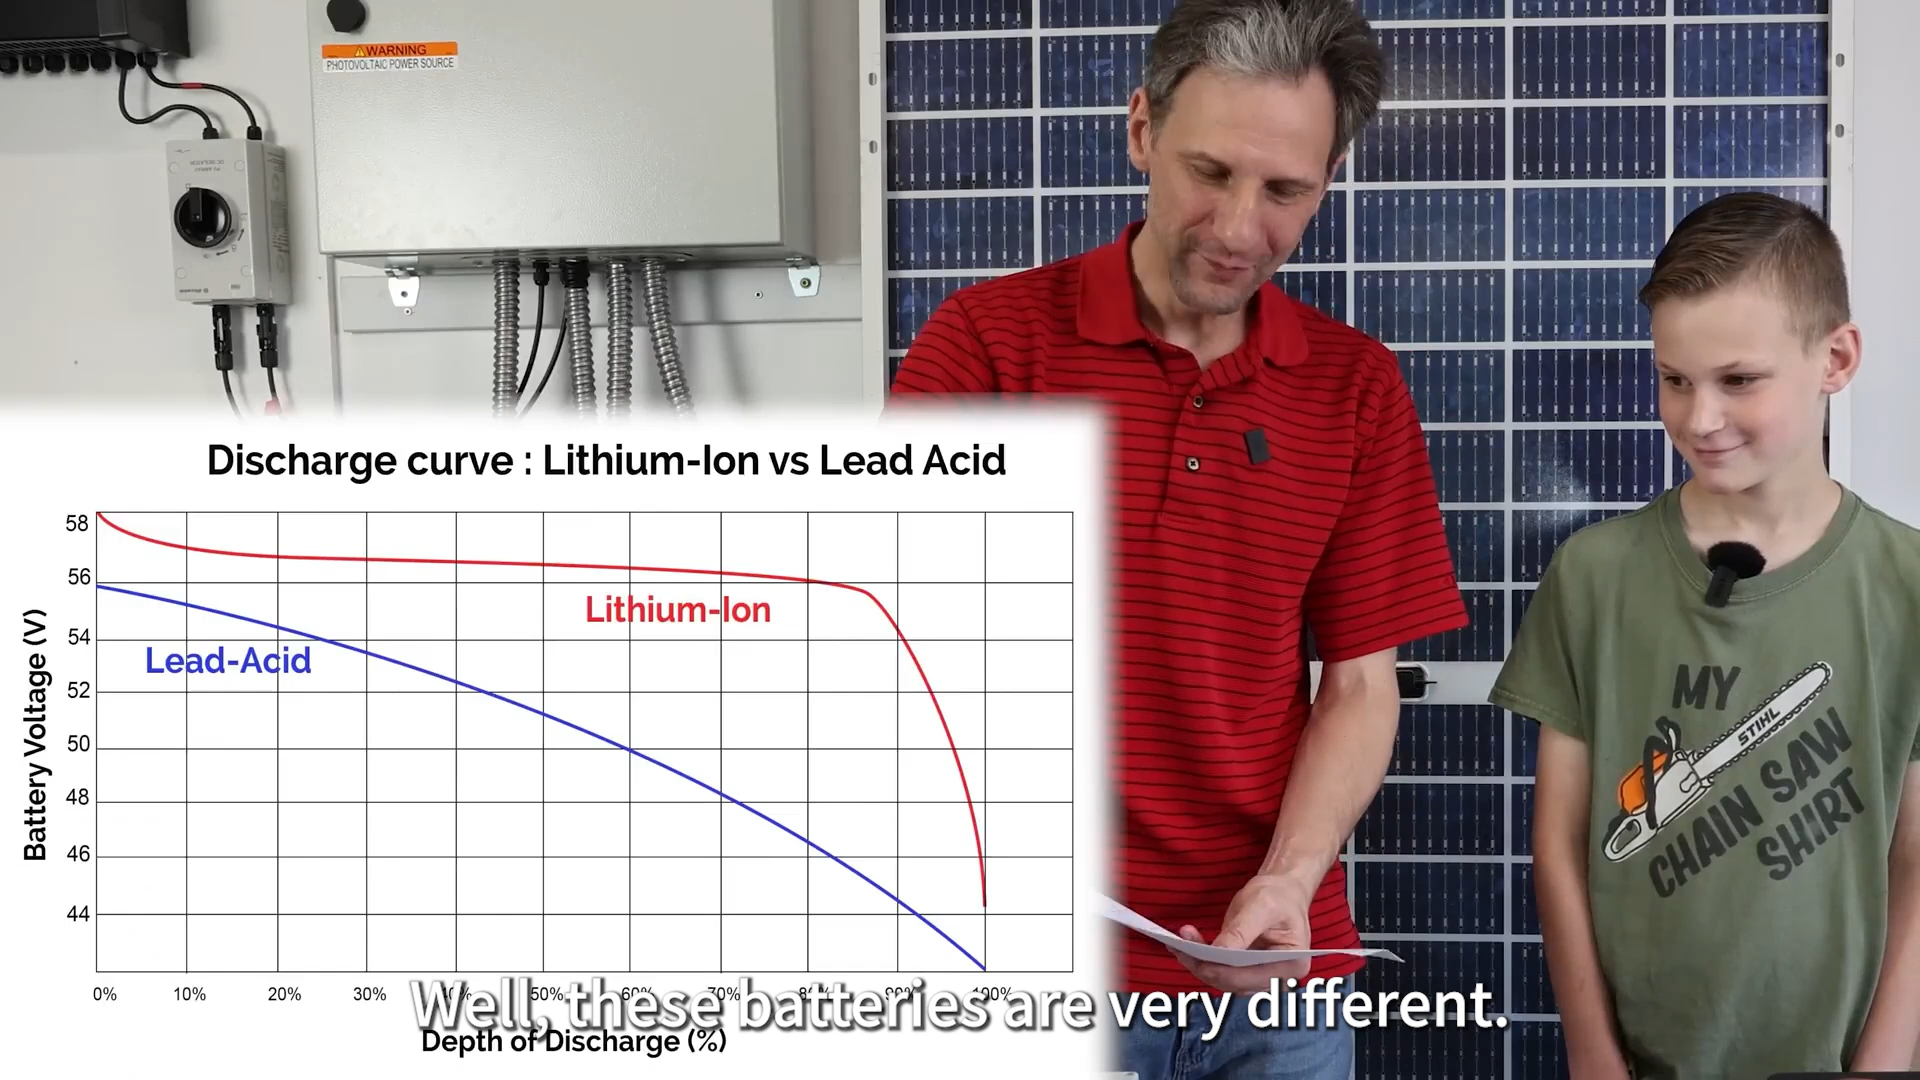 WARNING
PHOTOVOLTAIC POWER SOURCE
Discharge curve : Lithium-Ion vs Lead Acid
58
56
54
52
50
48
46
44
Battery Voltage (V)
Lithium-Ion
Lead-Acid
0% 10% 20% 30% 50% 60% 70% 100%
Depth of Discharge (%)
MY
STIHL
CHAIN SAW
SHIRT
Well, these batteries are very different.